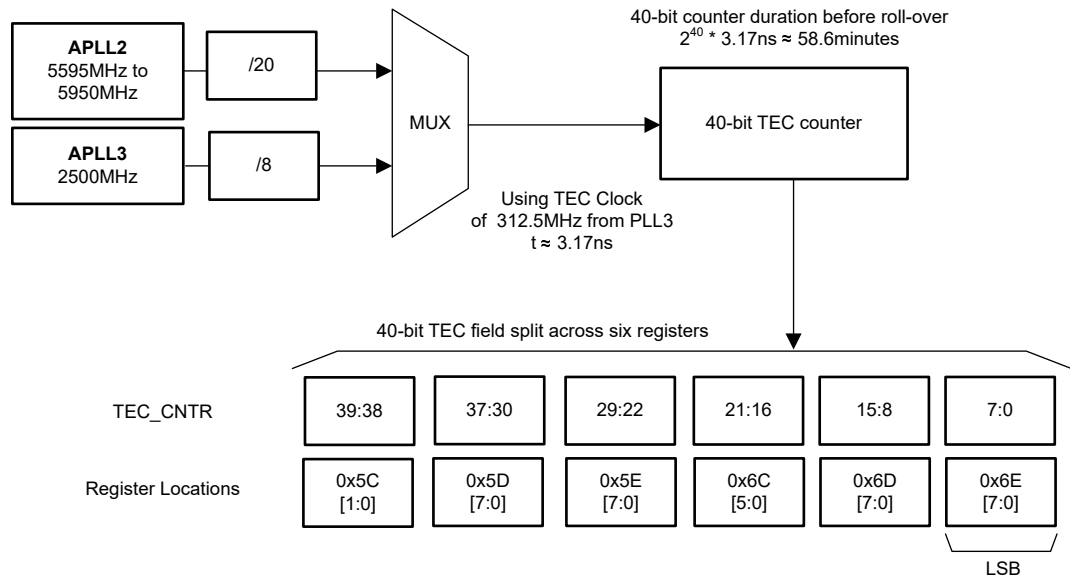 40-bit counter duration before roll-over
2^40 * 3.17ns ≈ 58.6minutes
APLL2
5595MHz to
5950MHz
/20
MUX
40-bit TEC counter
APLL3
2500MHz
/8
Using TEC Clock
of 312.5MHz from PLL3
t ≈ 3.17ns
40-bit TEC field split across six registers
TEC_CNTR
39:38
37:30
29:22
21:16
15:8
7:0
Register Locations
0x5C
[1:0]
0x5D
[7:0]
0x5E
[7:0]
0x6C
[5:0]
0x6D
[7:0]
0x6E
[7:0]
LSB